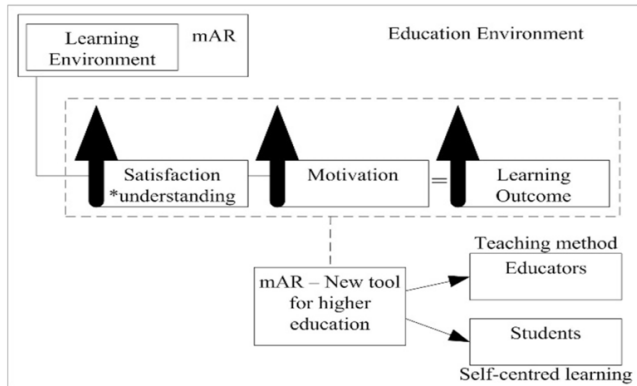 Learning
Environment
mAR
Education Environment
Satisfaction
*understanding
Motivation
=
Learning
Outcome
mAR – New tool
for higher
education
Teaching method
Educators
Students
Self-centred learning